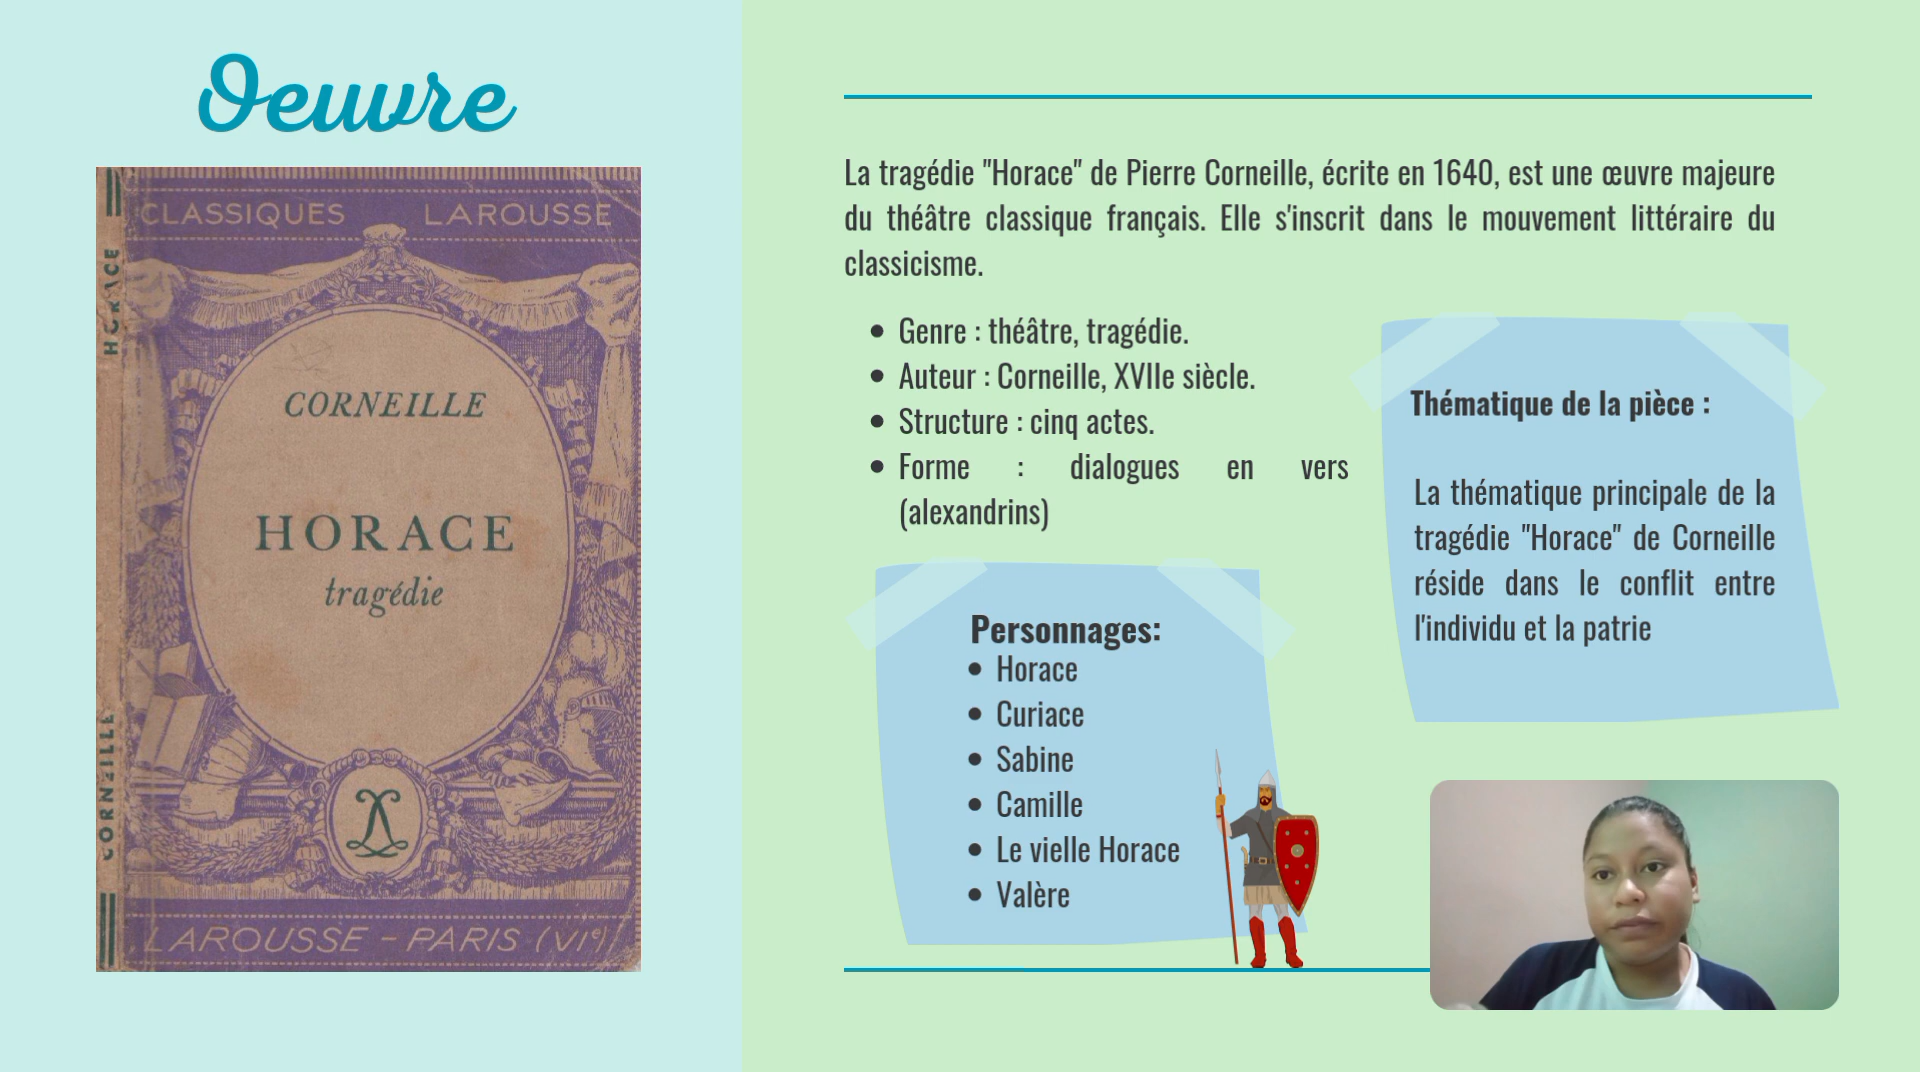 Oeuvre
CLASSIQUES LAROUSSE
HORACE
CORNEILLE
HORACE
tragédie
CORNEILLE
LAROUSSE - PARIS (VIe)
La tragédie "Horace" de Pierre Corneille, écrite en 1640, est une œuvre majeure
du théâtre classique français. Elle s'inscrit dans le mouvement littéraire du
classicisme.
• Genre : théâtre, tragédie.
• Auteur : Corneille, XVIIe siècle.
• Structure : cinq actes.
• Forme : dialogues en vers
(alexandrins)
Personnages:
• Horace
• Curiace
• Sabine
• Camille
• Le vielle Horace
• Valère
Thématique de la pièce :
La thématique principale de la
tragédie "Horace" de Corneille
réside dans le conflit entre
l'individu et la patrie